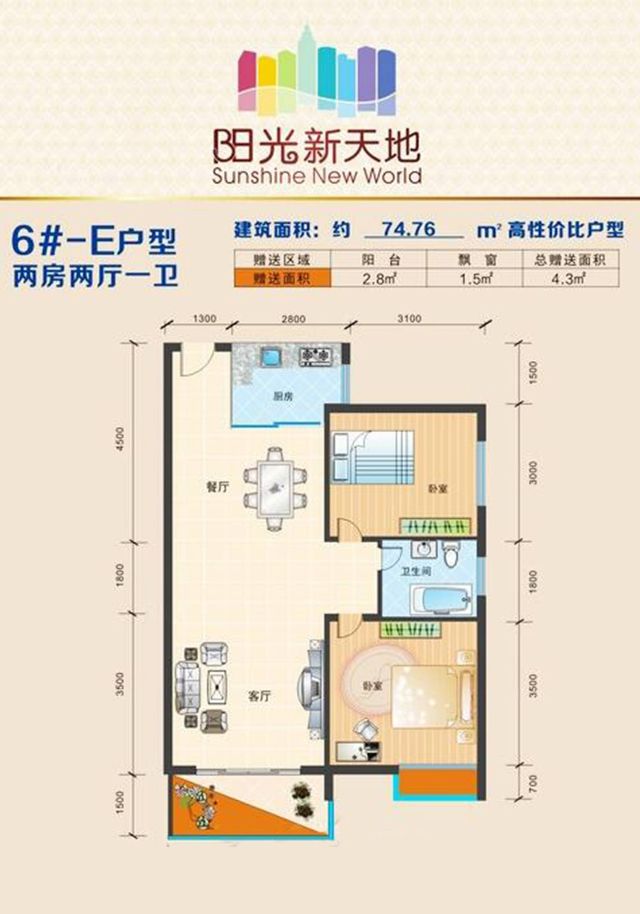 阳光新天地
Sunshine New World
6#-E户型
两房两厅一卫
建筑面积：约 74.76 m² 高性价比户型
赠送区域 阳台 飘窗 总赠送面积
赠送面积 2.8㎡ 1.5㎡ 4.3㎡
1300 2800 3100
厨房
餐厅
卧室
卫生间
客厅
卧室
4500
1800
3500
1500
1500
3000
1800
3500
700